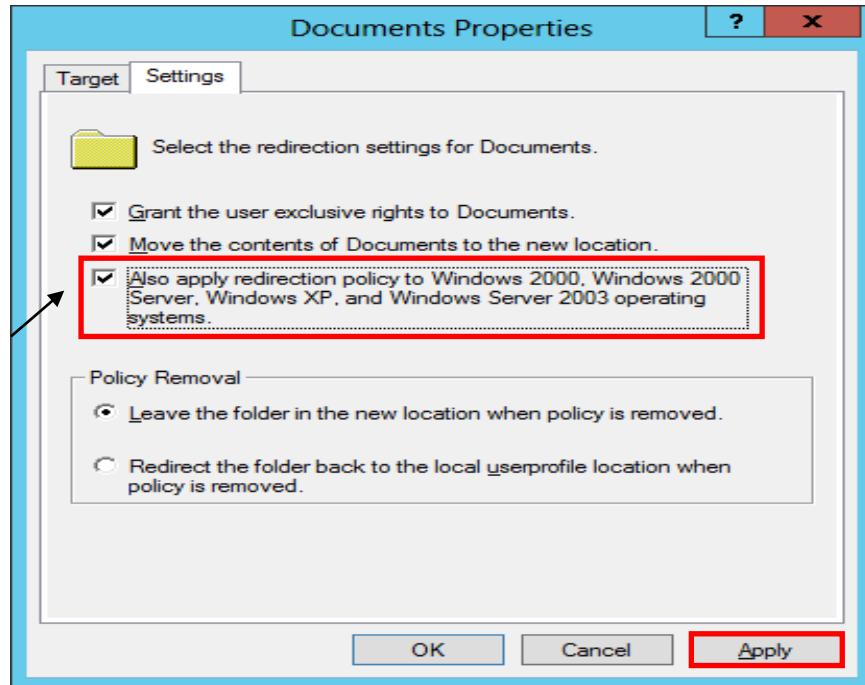 Documents Properties
?
x
Target
Settings
Select the redirection settings for Documents.
Grant the user exclusive rights to Documents.
Move the contents of Documents to the new location.
Also apply redirection policy to Windows 2000, Windows 2000
Server, Windows XP, and Windows Server 2003 operating
systems.
Policy Removal
Leave the folder in the new location when policy is removed.
Redirect the folder back to the local userprofile location when
policy is removed.
OK
Cancel
Apply